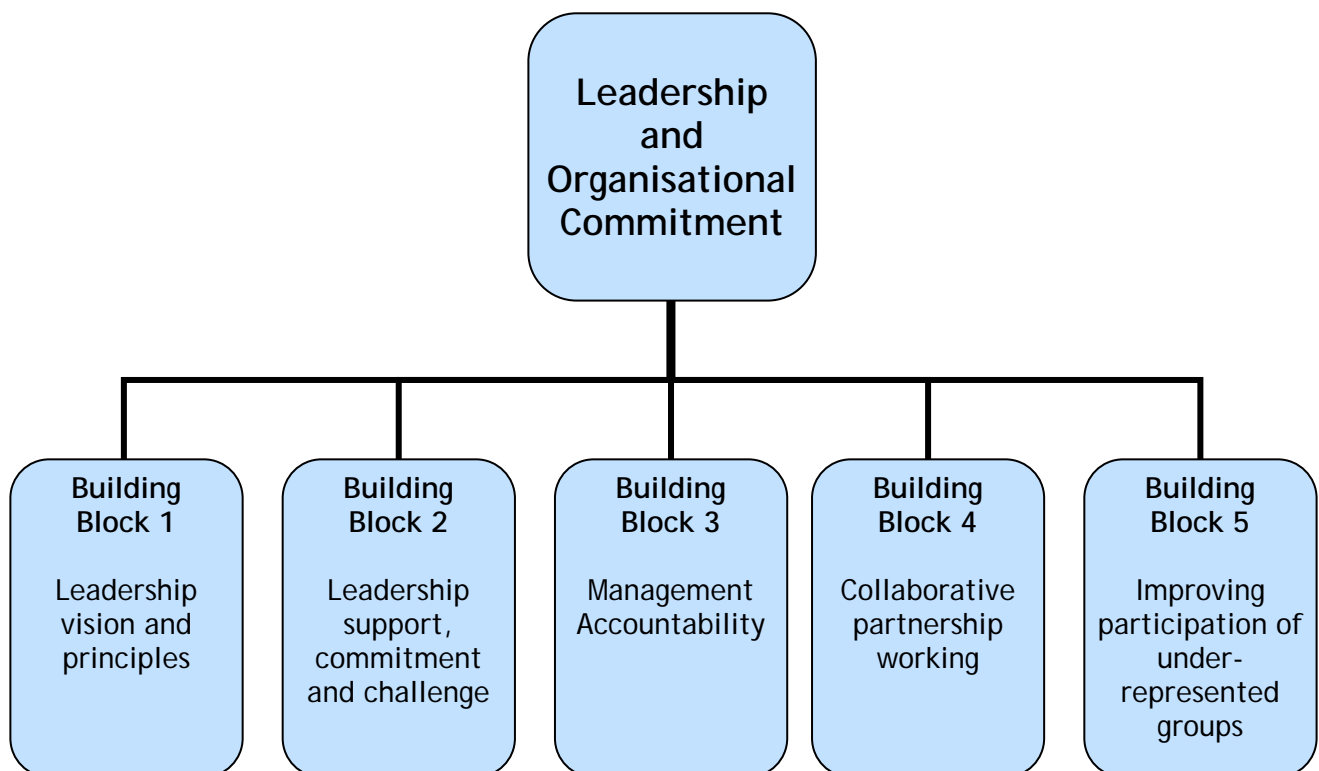 Leadership
and
Organisational
Commitment
Building
Block 1
Leadership
vision and
principles
Building
Block 2
Leadership
support,
commitment
and challenge
Building
Block 3
Management
Accountability
Building
Block 4
Collaborative
partnership
working
Building
Block 5
Improving
participation of
under-
represented
groups